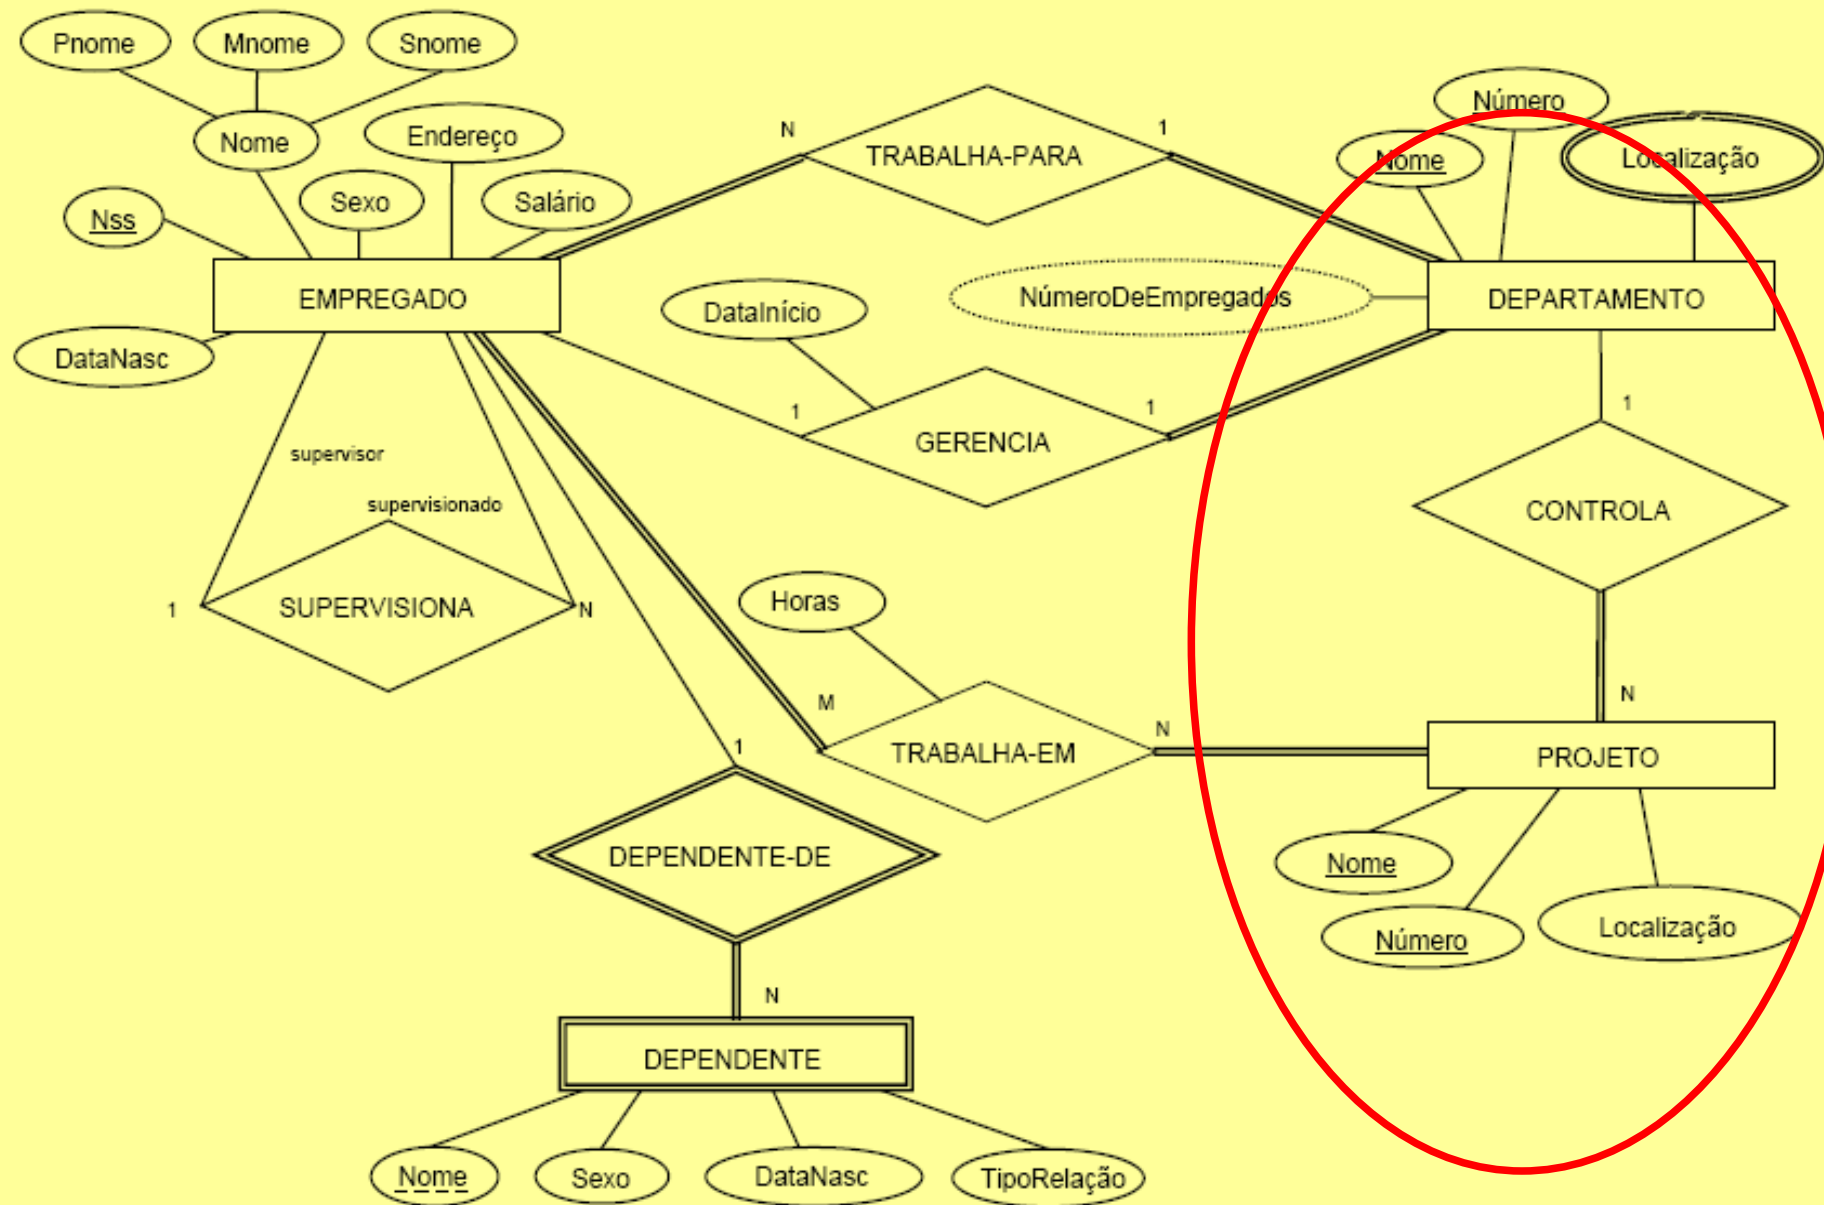 Pnome
Mnome
Snome
Nome
Endereço
Nss
Sexo
Salário
EMPREGADO
DataNasc
N
TRABALHA-PARA
1
Número
Nome
Localização
NúmeroDeEmpregados
DEPARTAMENTO
DataInício
1
GERENCIA
1
1
CONTROLA
N
supervisor
supervisionado
1
SUPERVISIONA
N
Horas
M
TRABALHA-EM
N
PROJETO
Nome
Número
Localização
1
DEPENDENTE-DE
N
DEPENDENTE
Nome
Sexo
DataNasc
TipoRelação